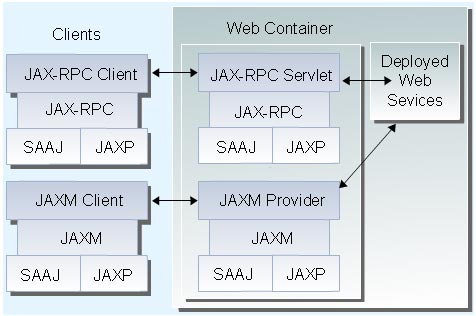 Clients
Web Container
JAX-RPC Client
JAX-RPC
SAAJ
JAXP
JAX-RPC Servlet
JAX-RPC
SAAJ
JAXP
Deployed
Web
Sevices
JAXM Client
JAXM
SAAJ
JAXP
JAXM Provider
JAXM
SAAJ
JAXP